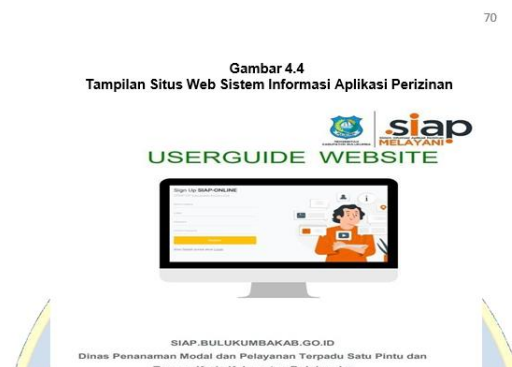 70
Gambar 4.4
Tampilan Situs Web Sistem Informasi Aplikasi Perizinan
siap
MELAYANI
USERGUIDE WEBSITE
Sign Up SIAP-ONLINE
SIAP.BULUKUMBAKAB.GO.ID
Dinas Penanaman Modal dan Pelayanan Terpadu Satu Pintu dan